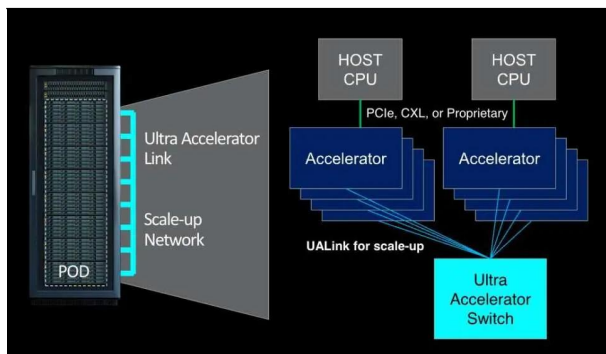 POD
Ultra Accelerator
Link
Scale-up
Network
HOST
CPU
HOST
CPU
PCIe, CXL, or Proprietary
Accelerator
Accelerator
UALink for scale-up
Ultra
Accelerator
Switch